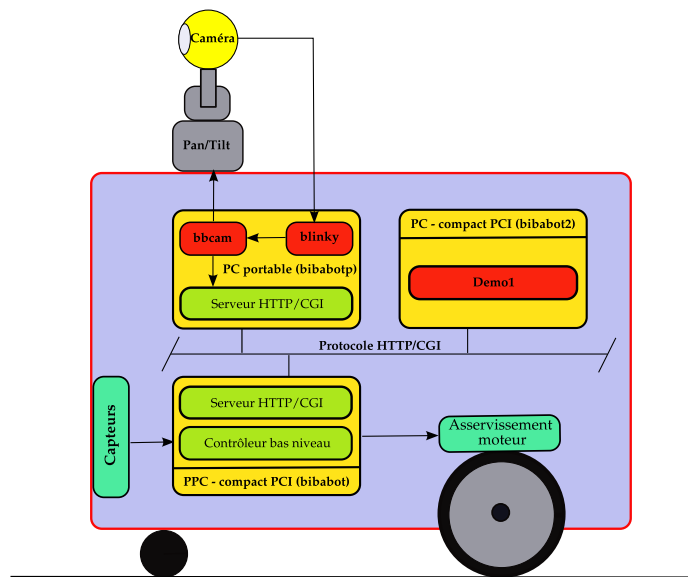 Caméra
Pan/Tilt
bbcam
blinky
PC portable (bibabotp)
Serveur HTTP/CGI
PC - compact PCI (bibabot2)
Demo1
Protocole HTTP/CGI
Capteurs
Serveur HTTP/CGI
Contrôleur bas niveau
PPC - compact PCI (bibabot)
Asservissement
moteur